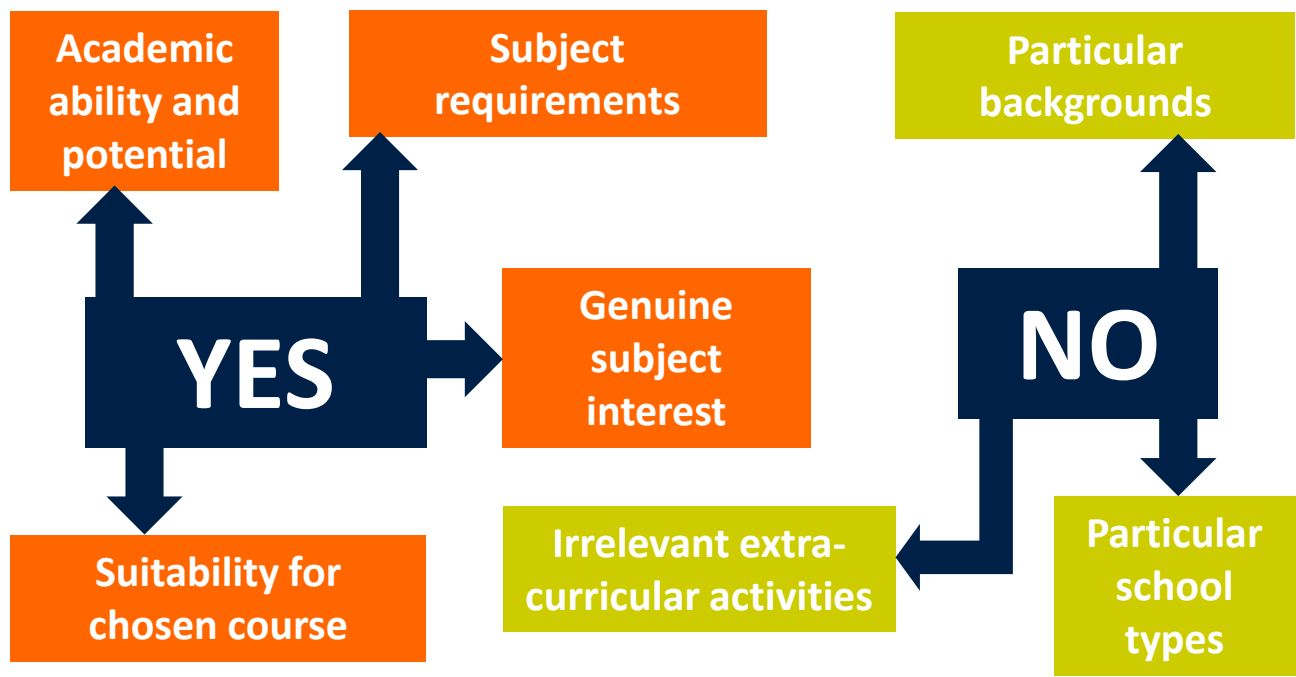 Academic
ability and
potential
Subject
requirements
Particular
backgrounds
YES
Genuine
subject
interest
NO
Suitability for
chosen course
Irrelevant extra-
curricular activities
Particular
school
types